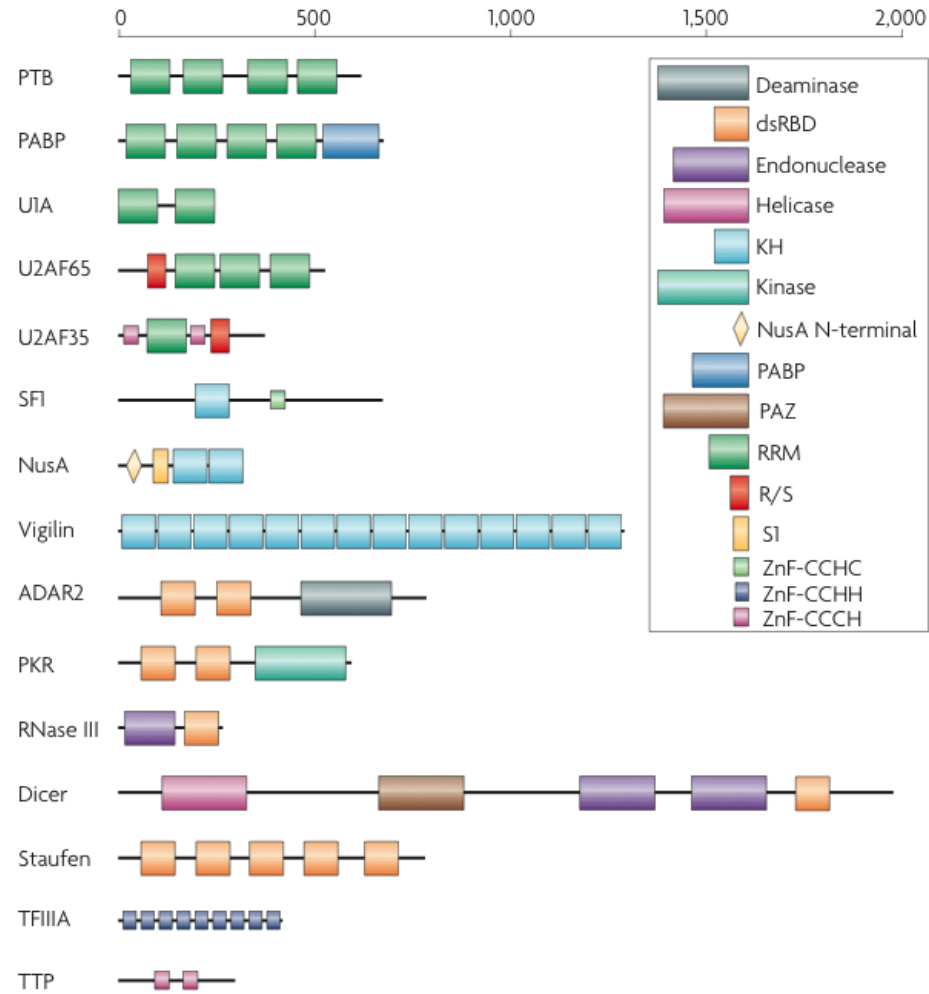 0 500 1,000 1,500 2,000
PTB
PABP
U1A
U2AF65
U2AF35
SF1
NusA
Vigilin
ADAR2
PKR
RNase III
Dicer
Staufen
TFIIIA
TTP
Deaminase
dsRBD
Endonuclease
Helicase
KH
Kinase
NusA N-terminal
PABP
PAZ
RRM
R/S
S1
ZnF-CCHC
ZnF-CCHH
ZnF-CCCH